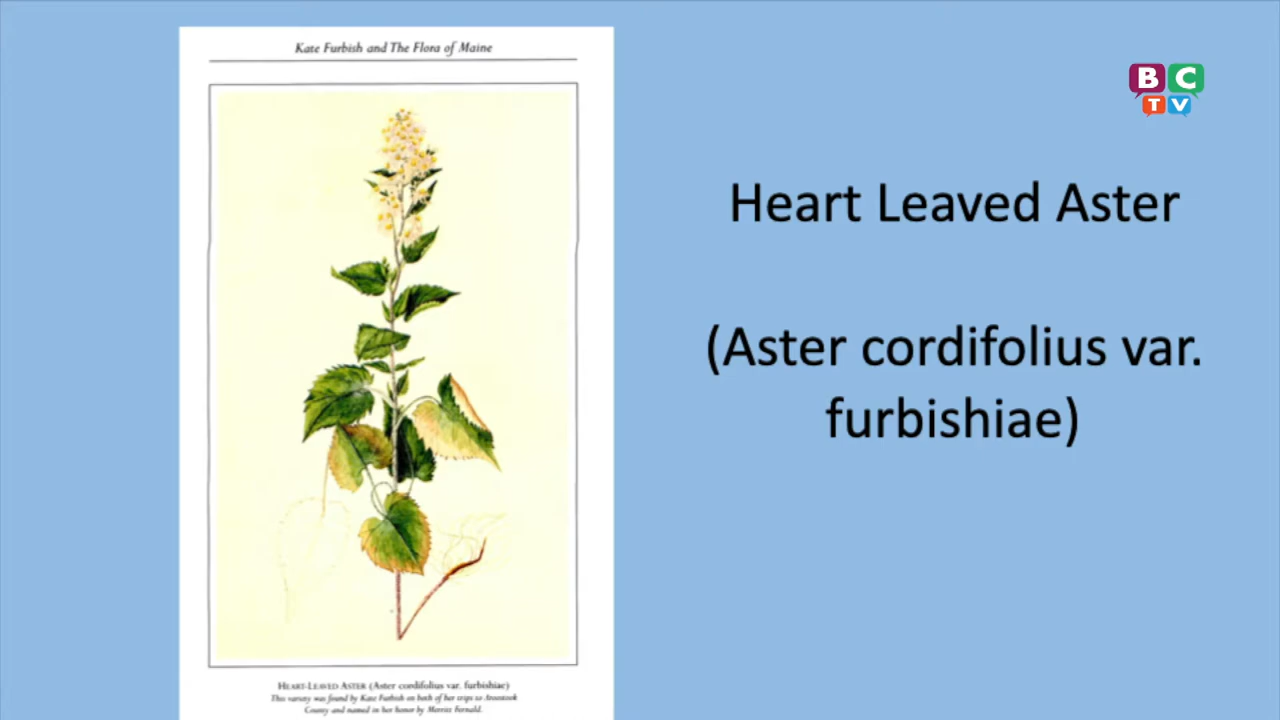 Kate Furbish and The Flora of Maine
B C
T V
Heart Leaved Aster
(Aster cordifolius var.
furbishiae)
HEART-LEAVED ASTER (Aster cordifolius var. furbishiae)
This variety was found by Kate Furbish on both of her trips to Aroostook
County and named in her honor by Merritt Fernald.